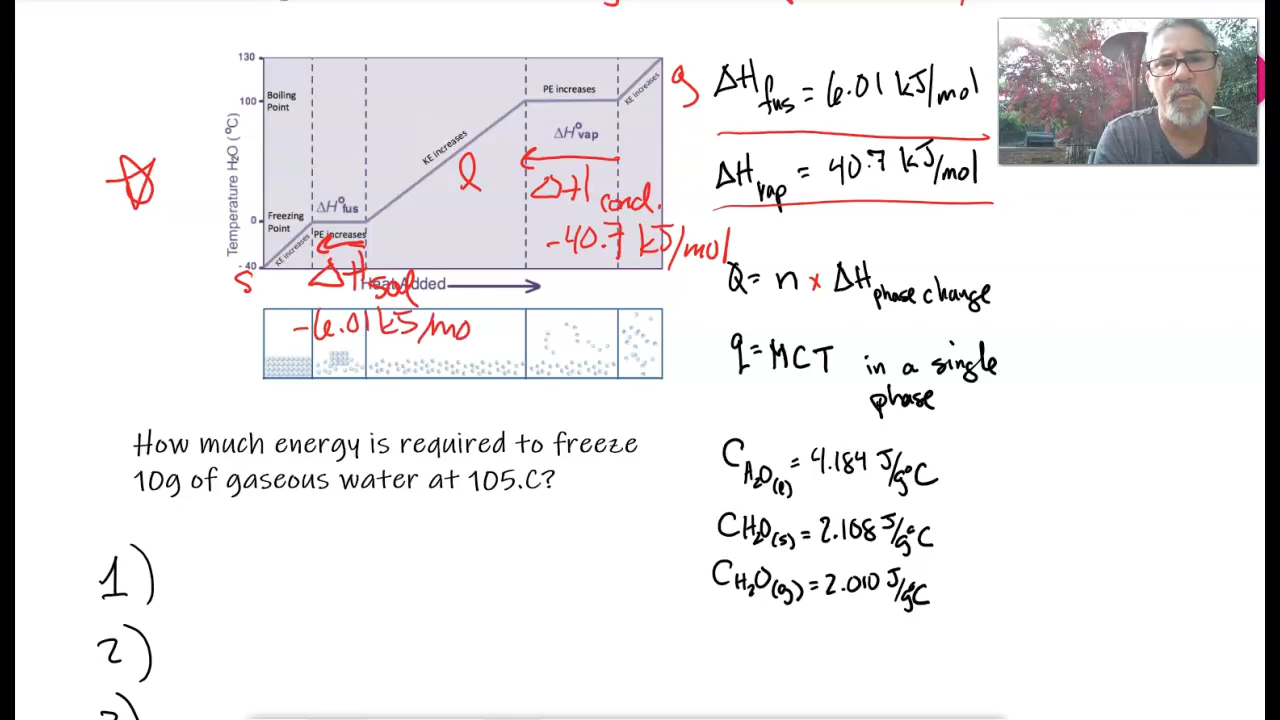 130
Boiling
Point
100
Temperature H₂O (°C)
KE increases
PE increases
ΔH°vap
KE increases
g
l
ΔH cond.
-40.7 kJ/mol
0
Freezing
Point
ΔH°fus
PE increases
KE increases
-40
s
ΔH sol
Heat Added
-6.01 kJ/mo
ΔHfus = 6.01 kJ/mol
ΔHvap = 40.7 kJ/mol
Q = n × ΔH phase change
q = MCT in a single
phase
How much energy is required to freeze
10g of gaseous water at 105.C?
C H₂O(l) = 4.184 J/g°C
CH₂O(s) = 2.108 J/g°C
CH₂O(g) = 2.010 J/g°C
1)
2)